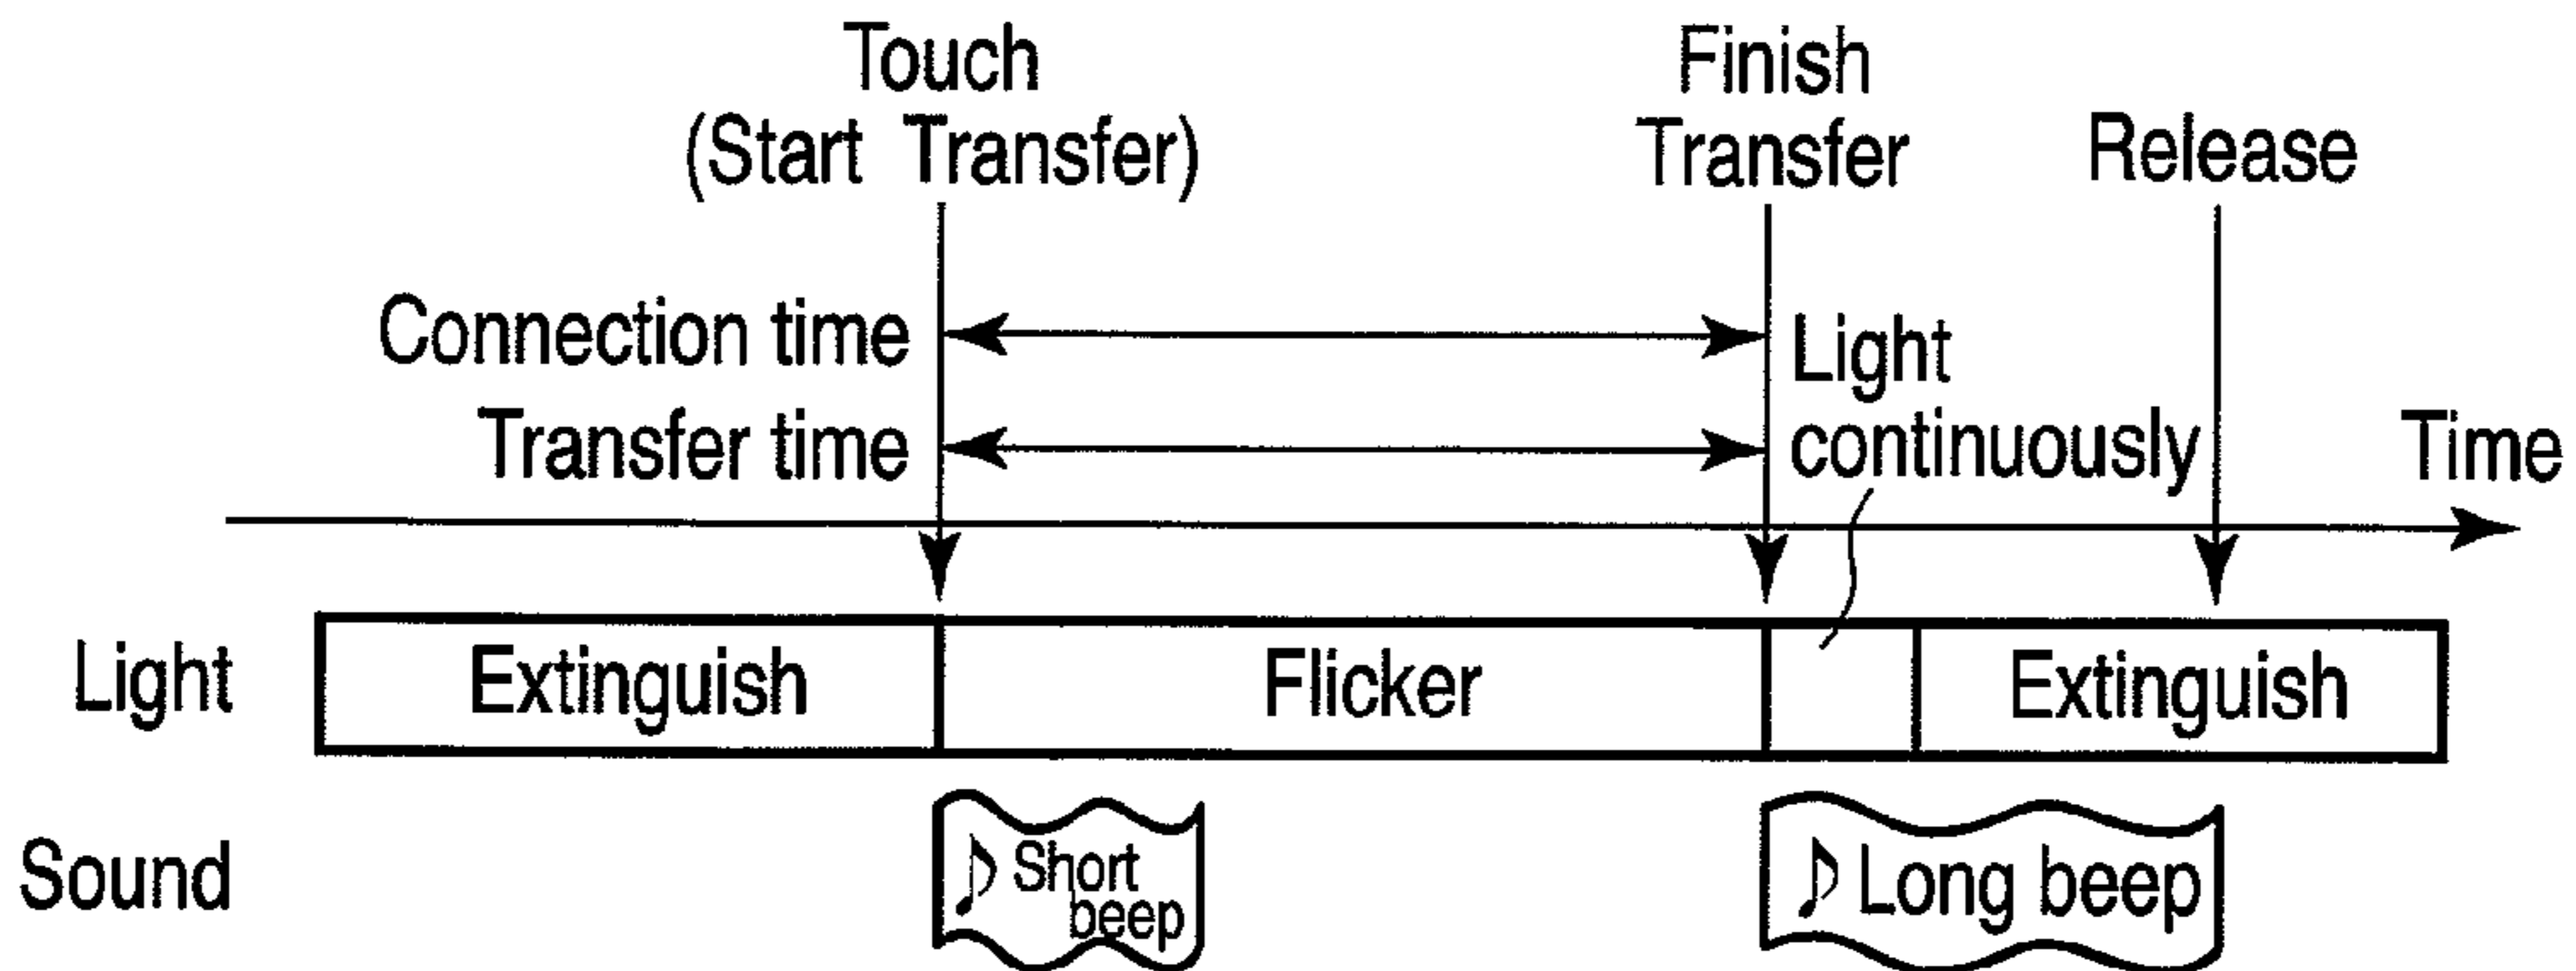 Touch
(Start Transfer)
Finish
Transfer
Release
Connection time
Transfer time
Light
continuously
Time
Light
Extinguish
Flicker
Extinguish
Sound
♪ Short
beep
♪ Long beep